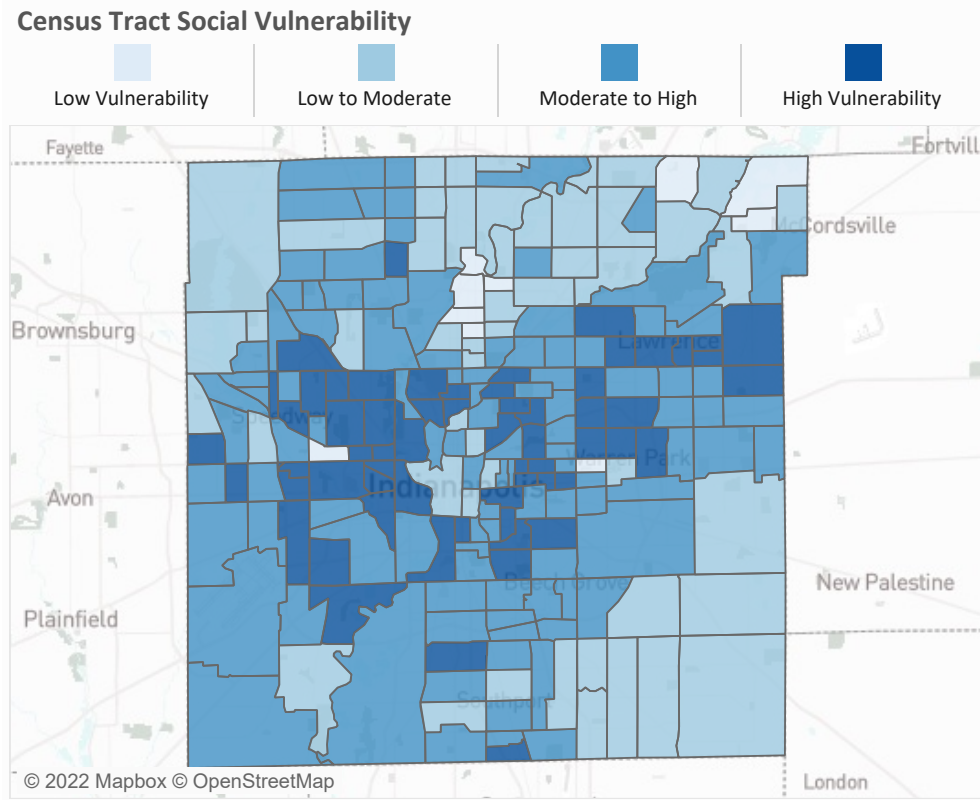 Census Tract Social Vulnerability
Low Vulnerability
Low to Moderate
Moderate to High
High Vulnerability
Fayette
Fortvill
McCordsville
Brownsburg
Lawrence
Speedway
Warren Park
Avon
Indianapolis
Beech Grove
New Palestine
Plainfield
Southport
© 2022 Mapbox © OpenStreetMap
London